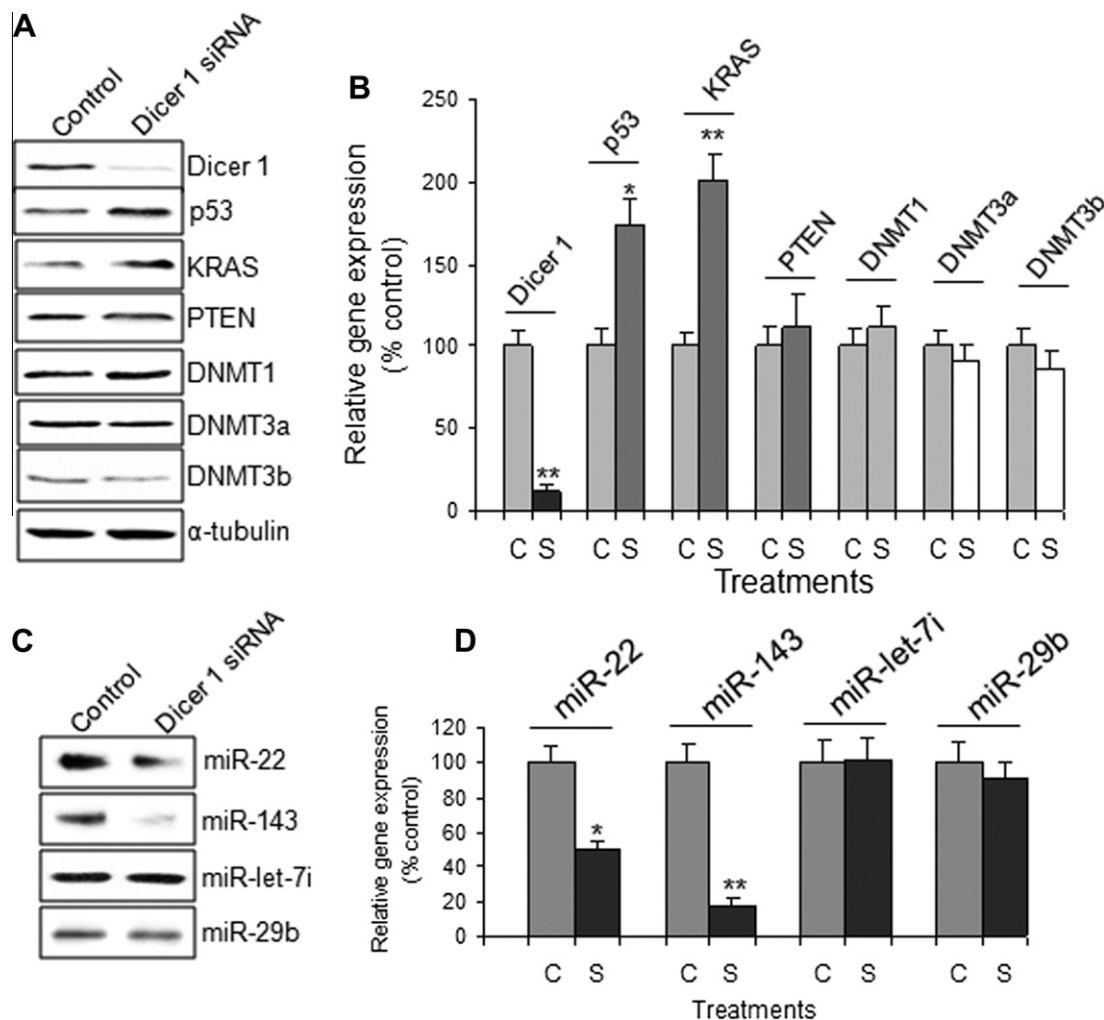 A
Control
Dicer 1 siRNA
Dicer 1
p53
KRAS
PTEN
DNMT1
DNMT3a
DNMT3b
α-tubulin
B
Relative gene expression
(% control)
250
200
150
100
50
0
Dicer 1
**
p53
*
KRAS
**
PTEN
DNMT1
DNMT3a
DNMT3b
C S C S C S C S C S C S C S
Treatments
C
Control
Dicer 1 siRNA
miR-22
miR-143
miR-let-7i
miR-29b
D
Relative gene expression
(% control)
120
100
80
60
40
20
0
miR-22
*
miR-143
**
miR-let-7i
miR-29b
C S C S C S C S
Treatments